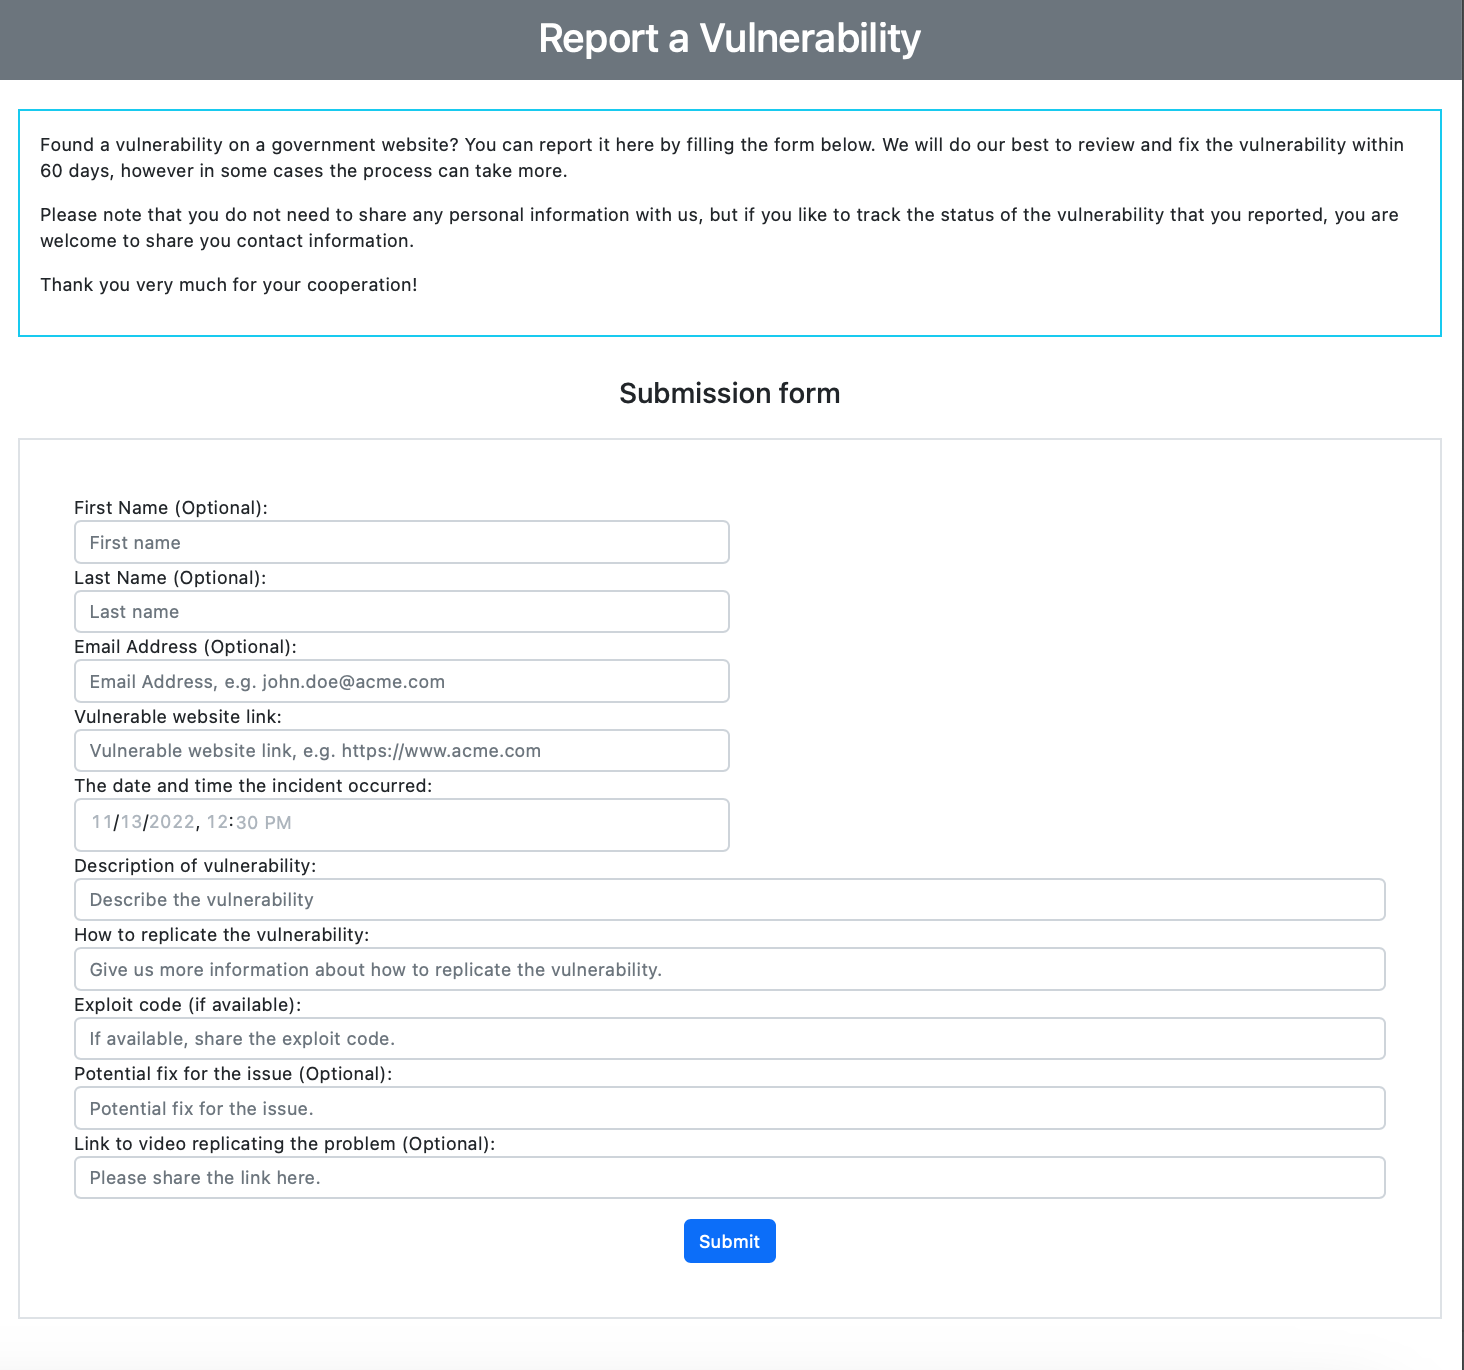 Report a Vulnerability
Found a vulnerability on a government website? You can report it here by filling the form below. We will do our best to review and fix the vulnerability within
60 days, however in some cases the process can take more.
Please note that you do not need to share any personal information with us, but if you like to track the status of the vulnerability that you reported, you are
welcome to share you contact information.
Thank you very much for your cooperation!
Submission form
First Name (Optional):
First name
Last Name (Optional):
Last name
Email Address (Optional):
Email Address, e.g. john.doe@acme.com
Vulnerable website link:
Vulnerable website link, e.g. https://www.acme.com
The date and time the incident occurred:
11/13/2022, 12:30 PM
Description of vulnerability:
Describe the vulnerability
How to replicate the vulnerability:
Give us more information about how to replicate the vulnerability.
Exploit code (if available):
If available, share the exploit code.
Potential fix for the issue (Optional):
Potential fix for the issue.
Link to video replicating the problem (Optional):
Please share the link here.
Submit